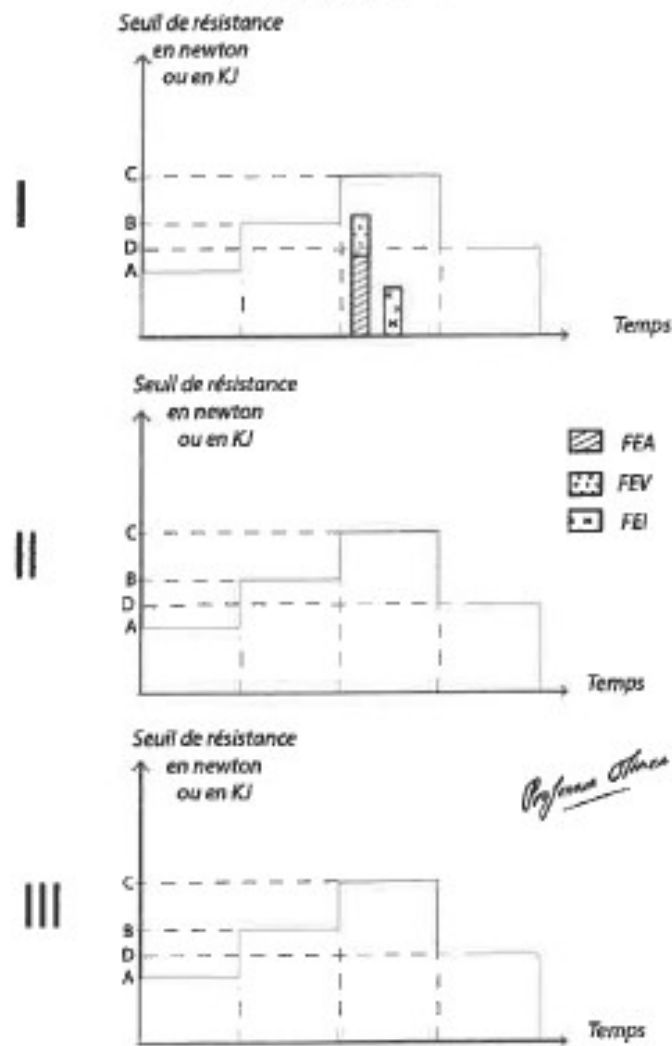 Seuil de résistance
en newton
ou en KJ
I
C
B
D
A
Temps
Seuil de résistance
en newton
ou en KJ
FEA
FEV
FEI
II
C
B
D
A
Temps
Seuil de résistance
en newton
ou en KJ
III
C
B
D
A
Temps